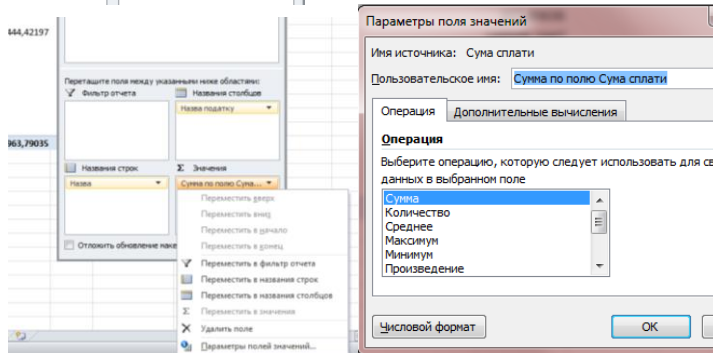 444,42197
963,79035
Перетащите поля между указанными ниже областями:
Фильтр отчета
Названия столбцов
Назва податку
Названия строк
Σ Значения
Назва
Сумма по полю Сума...
Отложить обновление маке
Переместить вверх
Переместить вниз
Переместить в начало
Переместить в конец
Переместить в фильтр отчета
Переместить в названия строк
Переместить в названия столбцов
Σ Переместить в значения
Удалить поле
Параметры полей значений...
Параметры поля значений
Имя источника: Сума сплати
Пользовательское имя: Сумма по полю Сума сплати
Операция Дополнительные вычисления
Операция
Выберите операцию, которую следует использовать для св
данных в выбранном поле
Сумма
Количество
Среднее
Максимум
Минимум
Произведение
Числовой формат
ОК